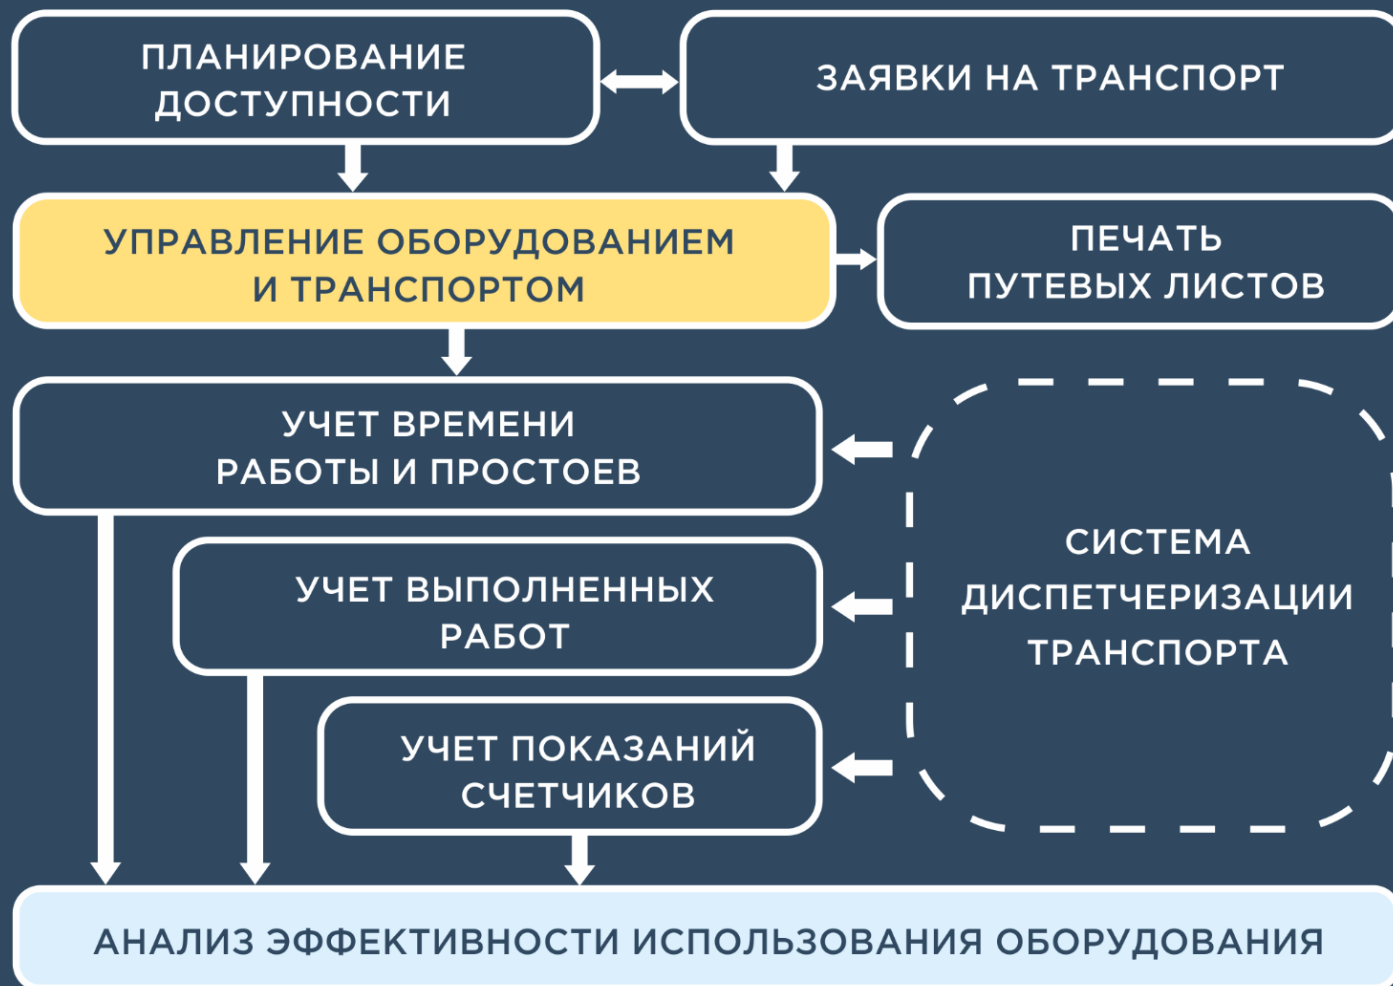 ПЛАНИРОВАНИЕ
ДОСТУПНОСТИ
ЗАЯВКИ НА ТРАНСПОРТ
УПРАВЛЕНИЕ ОБОРУДОВАНИЕМ
И ТРАНСПОРТОМ
ПЕЧАТЬ
ПУТЕВЫХ ЛИСТОВ
УЧЕТ ВРЕМЕНИ
РАБОТЫ И ПРОСТОЕВ
УЧЕТ ВЫПОЛНЕННЫХ
РАБОТ
УЧЕТ ПОКАЗАНИЙ
СЧЕТЧИКОВ
СИСТЕМА
ДИСПЕТЧЕРИЗАЦИИ
ТРАНСПОРТА
АНАЛИЗ ЭФФЕКТИВНОСТИ ИСПОЛЬЗОВАНИЯ ОБОРУДОВАНИЯ